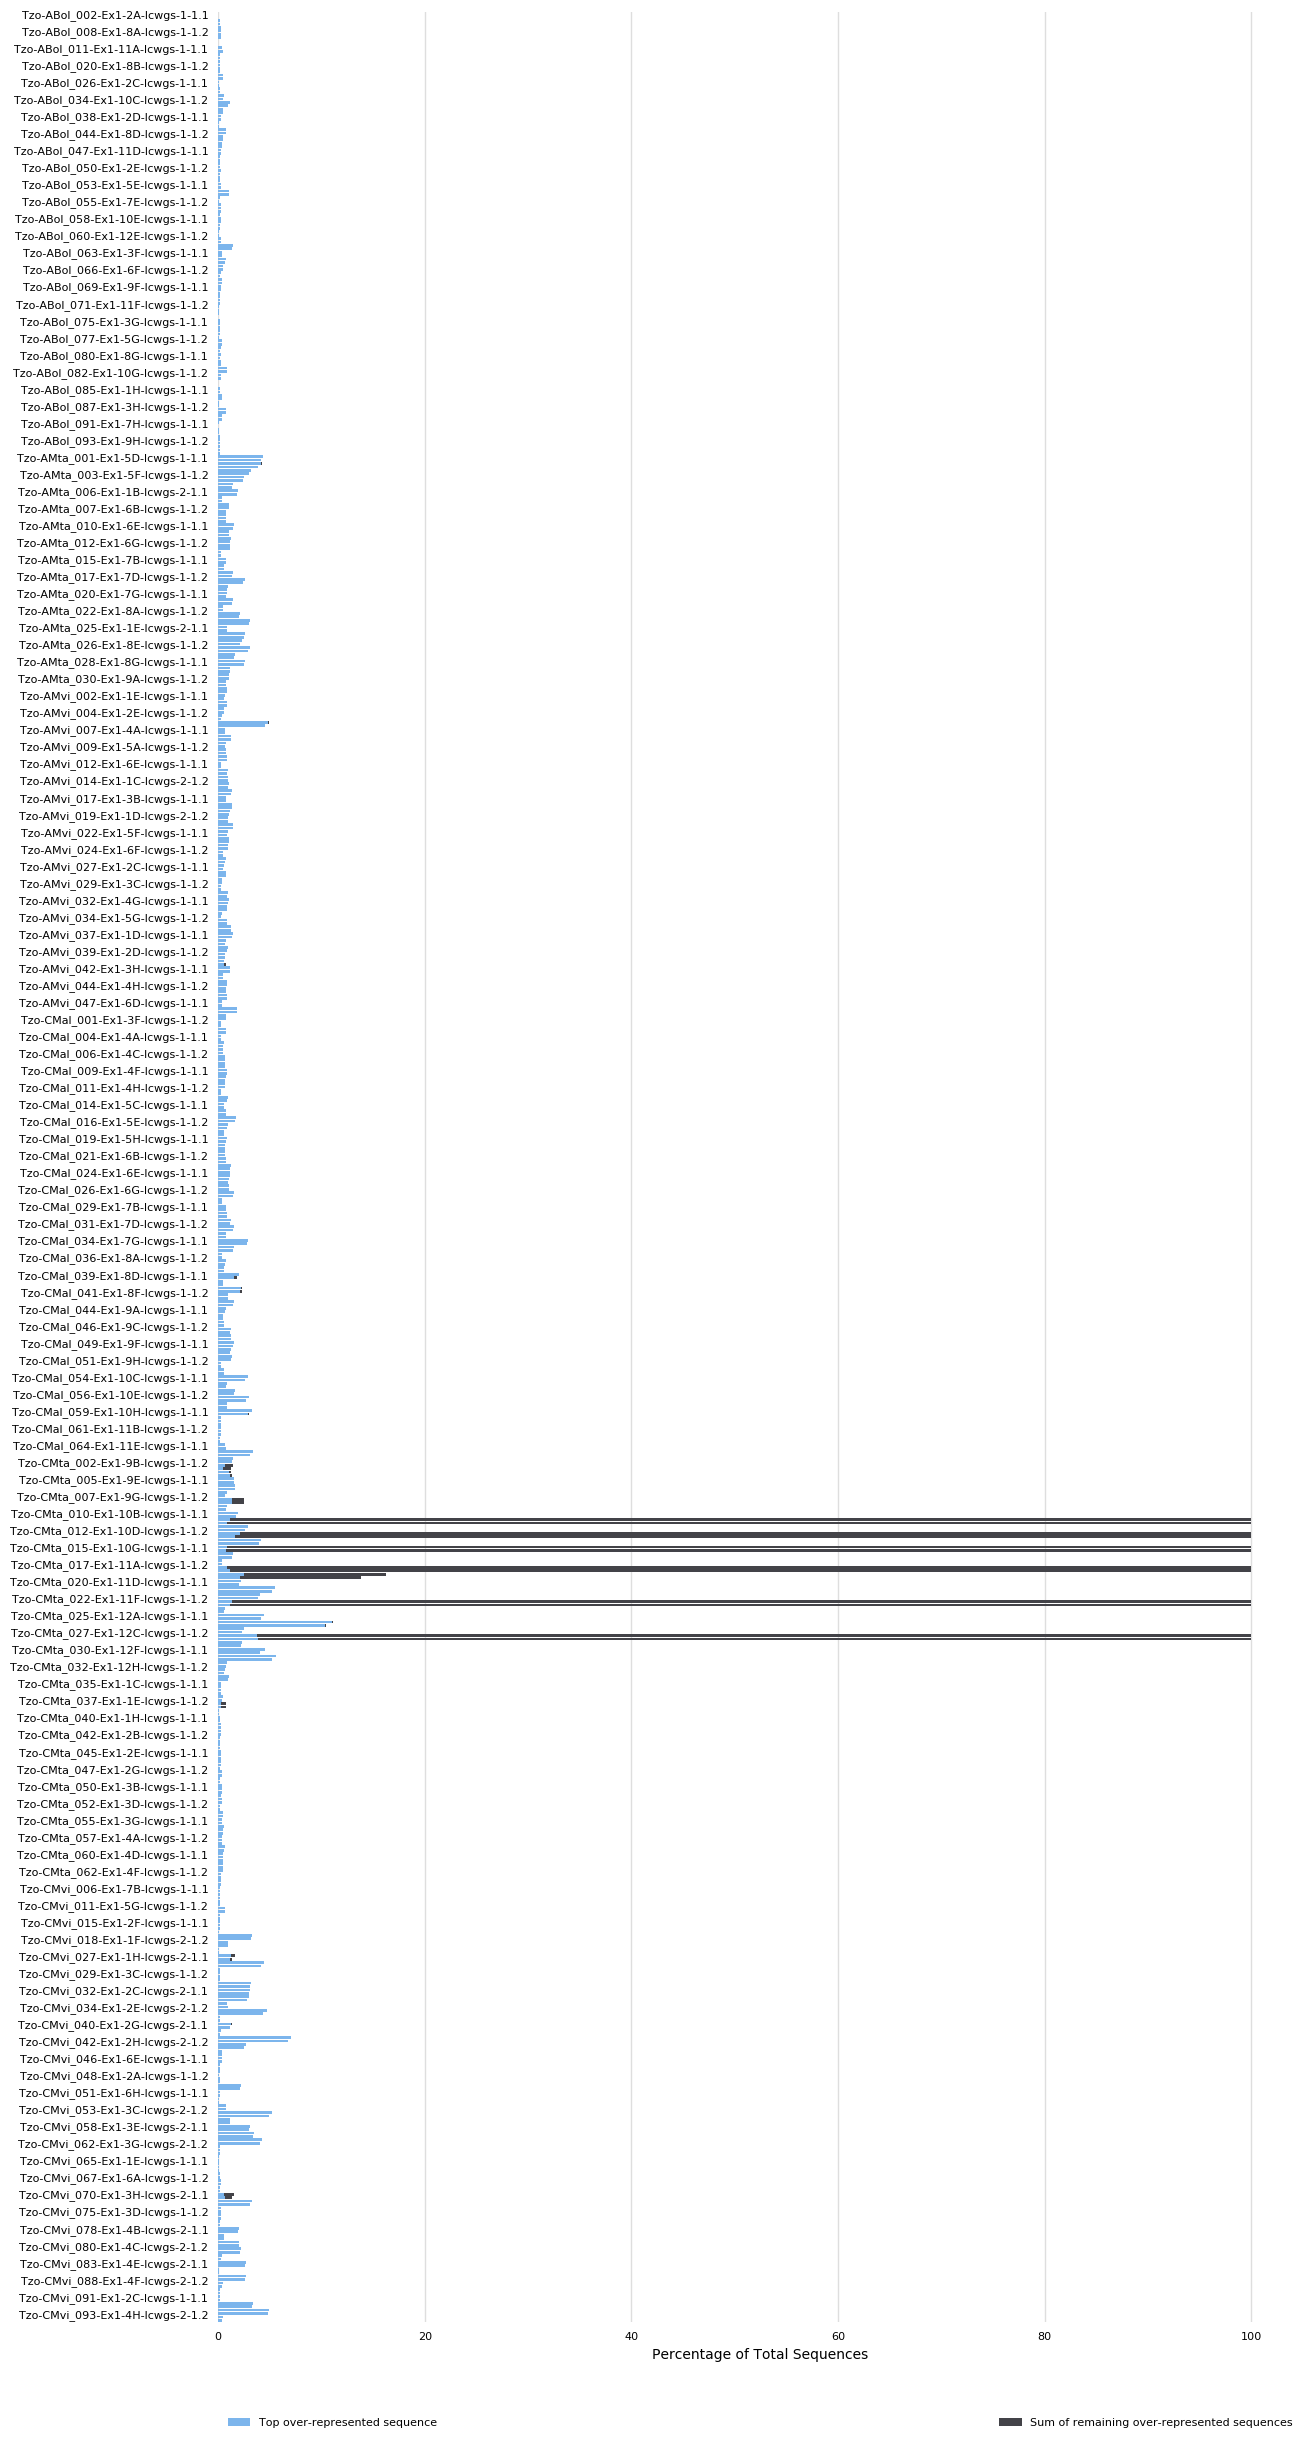 Tzo-ABol_002-Ex1-2A-lcwgs-1-1.1
Tzo-ABol_008-Ex1-8A-lcwgs-1-1.2
Tzo-ABol_011-Ex1-11A-lcwgs-1-1.1
Tzo-ABol_020-Ex1-8B-lcwgs-1-1.2
Tzo-ABol_026-Ex1-2C-lcwgs-1-1.1
Tzo-ABol_034-Ex1-10C-lcwgs-1-1.2
Tzo-ABol_038-Ex1-2D-lcwgs-1-1.1
Tzo-ABol_044-Ex1-8D-lcwgs-1-1.2
Tzo-ABol_047-Ex1-11D-lcwgs-1-1.1
Tzo-ABol_050-Ex1-2E-lcwgs-1-1.2
Tzo-ABol_053-Ex1-5E-lcwgs-1-1.1
Tzo-ABol_055-Ex1-7E-lcwgs-1-1.2
Tzo-ABol_058-Ex1-10E-lcwgs-1-1.1
Tzo-ABol_060-Ex1-12E-lcwgs-1-1.2
Tzo-ABol_063-Ex1-3F-lcwgs-1-1.1
Tzo-ABol_066-Ex1-6F-lcwgs-1-1.2
Tzo-ABol_069-Ex1-9F-lcwgs-1-1.1
Tzo-ABol_071-Ex1-11F-lcwgs-1-1.2
Tzo-ABol_075-Ex1-3G-lcwgs-1-1.1
Tzo-ABol_077-Ex1-5G-lcwgs-1-1.2
Tzo-ABol_080-Ex1-8G-lcwgs-1-1.1
Tzo-ABol_082-Ex1-10G-lcwgs-1-1.2
Tzo-ABol_085-Ex1-1H-lcwgs-1-1.1
Tzo-ABol_087-Ex1-3H-lcwgs-1-1.2
Tzo-ABol_091-Ex1-7H-lcwgs-1-1.1
Tzo-ABol_093-Ex1-9H-lcwgs-1-1.2
Tzo-AMta_001-Ex1-5D-lcwgs-1-1.1
Tzo-AMta_003-Ex1-5F-lcwgs-1-1.2
Tzo-AMta_006-Ex1-1B-lcwgs-2-1.1
Tzo-AMta_007-Ex1-6B-lcwgs-1-1.2
Tzo-AMta_010-Ex1-6E-lcwgs-1-1.1
Tzo-AMta_012-Ex1-6G-lcwgs-1-1.2
Tzo-AMta_015-Ex1-7B-lcwgs-1-1.1
Tzo-AMta_017-Ex1-7D-lcwgs-1-1.2
Tzo-AMta_020-Ex1-7G-lcwgs-1-1.1
Tzo-AMta_022-Ex1-8A-lcwgs-1-1.2
Tzo-AMta_025-Ex1-1E-lcwgs-2-1.1
Tzo-AMta_026-Ex1-8E-lcwgs-1-1.2
Tzo-AMta_028-Ex1-8G-lcwgs-1-1.1
Tzo-AMta_030-Ex1-9A-lcwgs-1-1.2
Tzo-AMvi_002-Ex1-1E-lcwgs-1-1.1
Tzo-AMvi_004-Ex1-2E-lcwgs-1-1.2
Tzo-AMvi_007-Ex1-4A-lcwgs-1-1.1
Tzo-AMvi_009-Ex1-5A-lcwgs-1-1.2
Tzo-AMvi_012-Ex1-6E-lcwgs-1-1.1
Tzo-AMvi_014-Ex1-1C-lcwgs-2-1.2
Tzo-AMvi_017-Ex1-3B-lcwgs-1-1.1
Tzo-AMvi_019-Ex1-1D-lcwgs-2-1.2
Tzo-AMvi_022-Ex1-5F-lcwgs-1-1.1
Tzo-AMvi_024-Ex1-6F-lcwgs-1-1.2
Tzo-AMvi_027-Ex1-2C-lcwgs-1-1.1
Tzo-AMvi_029-Ex1-3C-lcwgs-1-1.2
Tzo-AMvi_032-Ex1-4G-lcwgs-1-1.1
Tzo-AMvi_034-Ex1-5G-lcwgs-1-1.2
Tzo-AMvi_037-Ex1-1D-lcwgs-1-1.1
Tzo-AMvi_039-Ex1-2D-lcwgs-1-1.2
Tzo-AMvi_042-Ex1-3H-lcwgs-1-1.1
Tzo-AMvi_044-Ex1-4H-lcwgs-1-1.2
Tzo-AMvi_047-Ex1-6D-lcwgs-1-1.1
Tzo-CMal_001-Ex1-3F-lcwgs-1-1.2
Tzo-CMal_004-Ex1-4A-lcwgs-1-1.1
Tzo-CMal_006-Ex1-4C-lcwgs-1-1.2
Tzo-CMal_009-Ex1-4F-lcwgs-1-1.1
Tzo-CMal_011-Ex1-4H-lcwgs-1-1.2
Tzo-CMal_014-Ex1-5C-lcwgs-1-1.1
Tzo-CMal_016-Ex1-5E-lcwgs-1-1.2
Tzo-CMal_019-Ex1-5H-lcwgs-1-1.1
Tzo-CMal_021-Ex1-6B-lcwgs-1-1.2
Tzo-CMal_024-Ex1-6E-lcwgs-1-1.1
Tzo-CMal_026-Ex1-6G-lcwgs-1-1.2
Tzo-CMal_029-Ex1-7B-lcwgs-1-1.1
Tzo-CMal_031-Ex1-7D-lcwgs-1-1.2
Tzo-CMal_034-Ex1-7G-lcwgs-1-1.1
Tzo-CMal_036-Ex1-8A-lcwgs-1-1.2
Tzo-CMal_039-Ex1-8D-lcwgs-1-1.1
Tzo-CMal_041-Ex1-8F-lcwgs-1-1.2
Tzo-CMal_044-Ex1-9A-lcwgs-1-1.1
Tzo-CMal_046-Ex1-9C-lcwgs-1-1.2
Tzo-CMal_049-Ex1-9F-lcwgs-1-1.1
Tzo-CMal_051-Ex1-9H-lcwgs-1-1.2
Tzo-CMal_054-Ex1-10C-lcwgs-1-1.1
Tzo-CMal_056-Ex1-10E-lcwgs-1-1.2
Tzo-CMal_059-Ex1-10H-lcwgs-1-1.1
Tzo-CMal_061-Ex1-11B-lcwgs-1-1.2
Tzo-CMal_064-Ex1-11E-lcwgs-1-1.1
Tzo-CMta_002-Ex1-9B-lcwgs-1-1.2
Tzo-CMta_005-Ex1-9E-lcwgs-1-1.1
Tzo-CMta_007-Ex1-9G-lcwgs-1-1.2
Tzo-CMta_010-Ex1-10B-lcwgs-1-1.1
Tzo-CMta_012-Ex1-10D-lcwgs-1-1.2
Tzo-CMta_015-Ex1-10G-lcwgs-1-1.1
Tzo-CMta_017-Ex1-11A-lcwgs-1-1.2
Tzo-CMta_020-Ex1-11D-lcwgs-1-1.1
Tzo-CMta_022-Ex1-11F-lcwgs-1-1.2
Tzo-CMta_025-Ex1-12A-lcwgs-1-1.1
Tzo-CMta_027-Ex1-12C-lcwgs-1-1.2
Tzo-CMta_030-Ex1-12F-lcwgs-1-1.1
Tzo-CMta_032-Ex1-12H-lcwgs-1-1.2
Tzo-CMta_035-Ex1-1C-lcwgs-1-1.1
Tzo-CMta_037-Ex1-1E-lcwgs-1-1.2
Tzo-CMta_040-Ex1-1H-lcwgs-1-1.1
Tzo-CMta_042-Ex1-2B-lcwgs-1-1.2
Tzo-CMta_045-Ex1-2E-lcwgs-1-1.1
Tzo-CMta_047-Ex1-2G-lcwgs-1-1.2
Tzo-CMta_050-Ex1-3B-lcwgs-1-1.1
Tzo-CMta_052-Ex1-3D-lcwgs-1-1.2
Tzo-CMta_055-Ex1-3G-lcwgs-1-1.1
Tzo-CMta_057-Ex1-4A-lcwgs-1-1.2
Tzo-CMta_060-Ex1-4D-lcwgs-1-1.1
Tzo-CMta_062-Ex1-4F-lcwgs-1-1.2
Tzo-CMvi_006-Ex1-7B-lcwgs-1-1.1
Tzo-CMvi_011-Ex1-5G-lcwgs-1-1.2
Tzo-CMvi_015-Ex1-2F-lcwgs-1-1.1
Tzo-CMvi_018-Ex1-1F-lcwgs-2-1.2
Tzo-CMvi_027-Ex1-1H-lcwgs-2-1.1
Tzo-CMvi_029-Ex1-3C-lcwgs-1-1.2
Tzo-CMvi_032-Ex1-2C-lcwgs-2-1.1
Tzo-CMvi_034-Ex1-2E-lcwgs-2-1.2
Tzo-CMvi_040-Ex1-2G-lcwgs-2-1.1
Tzo-CMvi_042-Ex1-2H-lcwgs-2-1.2
Tzo-CMvi_046-Ex1-6E-lcwgs-1-1.1
Tzo-CMvi_048-Ex1-2A-lcwgs-1-1.2
Tzo-CMvi_051-Ex1-6H-lcwgs-1-1.1
Tzo-CMvi_053-Ex1-3C-lcwgs-2-1.2
Tzo-CMvi_058-Ex1-3E-lcwgs-2-1.1
Tzo-CMvi_062-Ex1-3G-lcwgs-2-1.2
Tzo-CMvi_065-Ex1-1E-lcwgs-1-1.1
Tzo-CMvi_067-Ex1-6A-lcwgs-1-1.2
Tzo-CMvi_070-Ex1-3H-lcwgs-2-1.1
Tzo-CMvi_075-Ex1-3D-lcwgs-1-1.2
Tzo-CMvi_078-Ex1-4B-lcwgs-2-1.1
Tzo-CMvi_080-Ex1-4C-lcwgs-2-1.2
Tzo-CMvi_083-Ex1-4E-lcwgs-2-1.1
Tzo-CMvi_088-Ex1-4F-lcwgs-2-1.2
Tzo-CMvi_091-Ex1-2C-lcwgs-1-1.1
Tzo-CMvi_093-Ex1-4H-lcwgs-2-1.2
0 20 40 60 80 100
Percentage of Total Sequences
Top over-represented sequence
Sum of remaining over-represented sequences